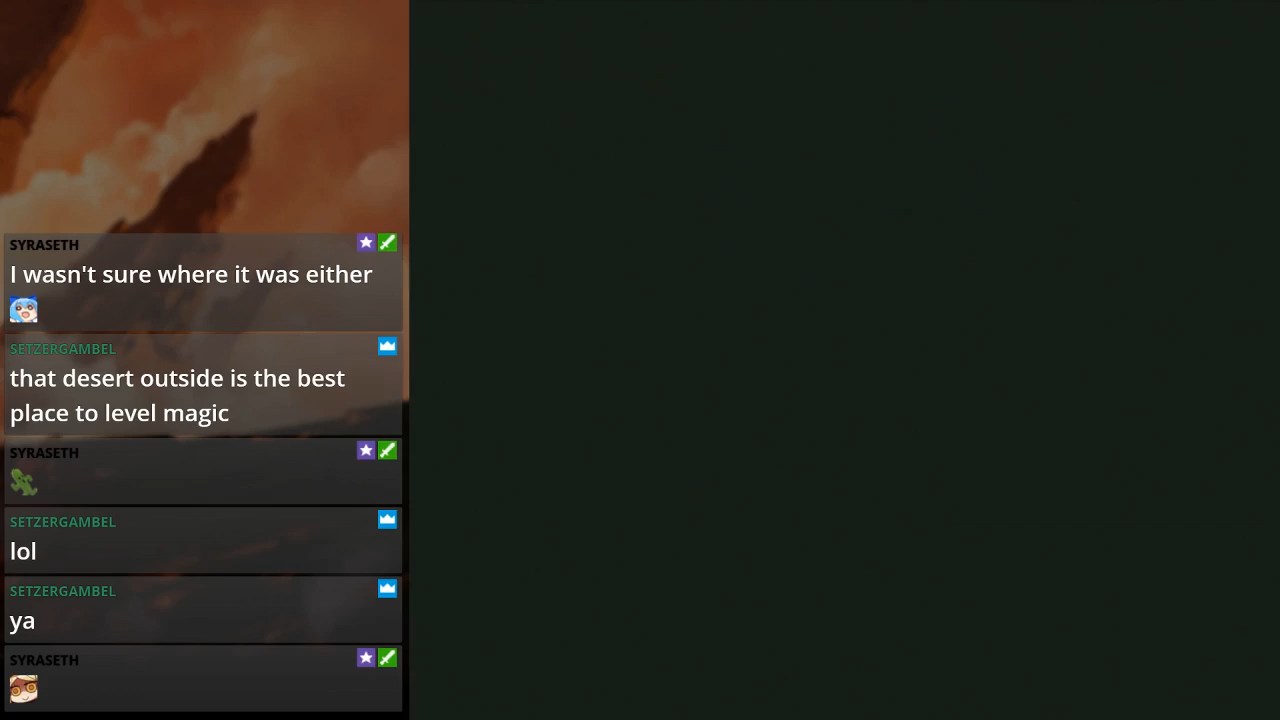 SYRASETH
I wasn't sure where it was either
SETZERGAMBEL
that desert outside is the best
place to level magic
SYRASETH
SETZERGAMBEL
lol
SETZERGAMBEL
ya
SYRASETH